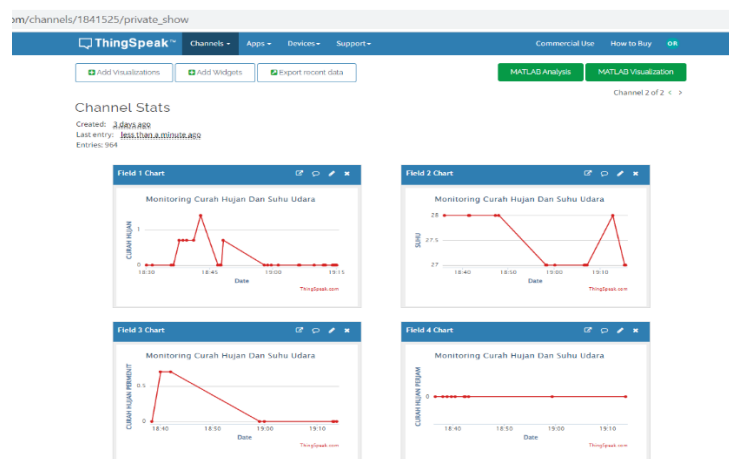 om/channels/1841525/private_show
ThingSpeak™ Channels Apps Devices Support Commercial Use How to Buy OR
Add Visualizations Add Widgets Export recent data MATLAB Analysis MATLAB Visualization
Channel 2 of 2 < >
Channel Stats
Created: 3 days ago
Last entry: less than a minute ago
Entries: 964
Field 1 Chart
Monitoring Curah Hujan Dan Suhu Udara
CURAH HUJAN
1
0
18:30 18:45 19:00 19:15
Date
ThingSpeak.com
Field 2 Chart
Monitoring Curah Hujan Dan Suhu Udara
SUHU
28
27.5
27
18:40 18:50 19:00 19:10
Date
ThingSpeak.com
Field 3 Chart
Monitoring Curah Hujan Dan Suhu Udara
CURAH HUJAN PERMENIT
0.5
0
18:40 18:50 19:00 19:10
Date
ThingSpeak.com
Field 4 Chart
Monitoring Curah Hujan Dan Suhu Udara
CURAH HUJAN PERJAM
0
18:40 18:50 19:00 19:10
Date
ThingSpeak.com